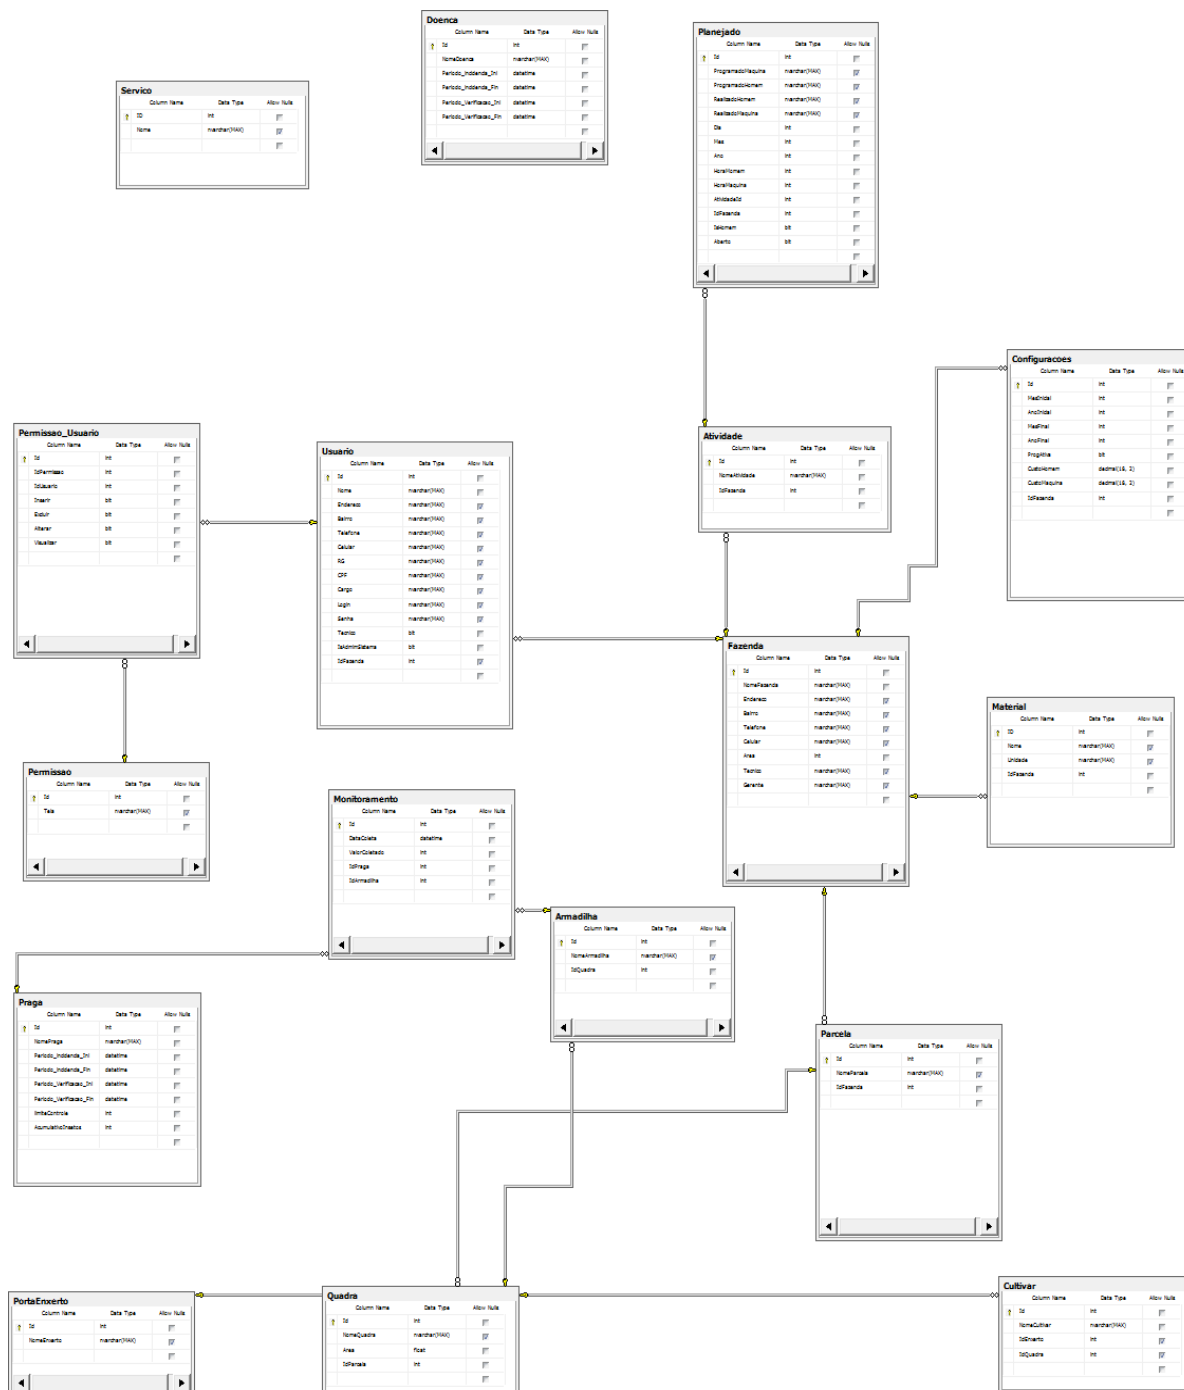 Doenca
Column Name Data Type Allow Nulls
Id int
NomeDoenca nvarchar(MAX)
Periodo_Inddenda_Ini datetime
Periodo_Inddenda_Fin datetime
Periodo_Verificacao_Ini datetime
Periodo_Verificacao_Fin datetime
Planejado
Column Name Data Type Allow Nulls
Id int
ProgramadoMaquina nvarchar(MAX)
ProgramadoHomem nvarchar(MAX)
RealizadoHomem nvarchar(MAX)
RealizadoMaquina nvarchar(MAX)
Dia int
Mes int
Ano int
HoraHomem int
HoraMaquina int
AtividadeId int
IdFazenda int
IsHomem bit
Aberto bit
Servico
Column Name Data Type Allow Nulls
ID int
Nome nvarchar(MAX)
Configuracoes
Column Name Data Type Allow Nulls
Id int
MesInicial int
AnoInicial int
MesFinal int
AnoFinal int
ProgAtiva bit
CustoHomem decimal(18, 2)
CustoMaquina decimal(18, 2)
IdFazenda int
Permissao_Usuario
Column Name Data Type Allow Nulls
Id int
IdPermissao int
IdUsuario int
Inserir bit
Excluir bit
Alterar bit
Visualizar bit
Usuario
Column Name Data Type Allow Nulls
Id int
Nome nvarchar(MAX)
Endereco nvarchar(MAX)
Bairro nvarchar(MAX)
Telefone nvarchar(MAX)
Celular nvarchar(MAX)
RG nvarchar(MAX)
CPF nvarchar(MAX)
Cargo nvarchar(MAX)
Login nvarchar(MAX)
Senha nvarchar(MAX)
Tecnico bit
IsAdminSistema bit
IdFazenda int
Atividade
Column Name Data Type Allow Nulls
Id int
NomeAtividade nvarchar(MAX)
IdFazenda int
Fazenda
Column Name Data Type Allow Nulls
Id int
NomeFazenda nvarchar(MAX)
Endereco nvarchar(MAX)
Bairro nvarchar(MAX)
Telefone nvarchar(MAX)
Celular nvarchar(MAX)
Area int
Tecnico nvarchar(MAX)
Gerente nvarchar(MAX)
Material
Column Name Data Type Allow Nulls
ID int
Nome nvarchar(MAX)
Unidade nvarchar(MAX)
IdFazenda int
Permissao
Column Name Data Type Allow Nulls
Id int
Tela nvarchar(MAX)
Monitoramento
Column Name Data Type Allow Nulls
Id int
DataColeta datetime
ValorColetado int
IdPraga int
IdArmadilha int
Armadilha
Column Name Data Type Allow Nulls
Id int
NomeArmadilha nvarchar(MAX)
IdQuadra int
Praga
Column Name Data Type Allow Nulls
Id int
NomePraga nvarchar(MAX)
Periodo_Inddenda_Ini datetime
Periodo_Inddenda_Fin datetime
Periodo_Verificacao_Ini datetime
Periodo_Verificacao_Fin datetime
limiteControle int
AcumulativoInsetos int
Parcela
Column Name Data Type Allow Nulls
Id int
NomeParcela nvarchar(MAX)
IdFazenda int
PortaEnxerto
Column Name Data Type Allow Nulls
Id int
NomeEnxerto nvarchar(MAX)
Quadra
Column Name Data Type Allow Nulls
Id int
NomeQuadra nvarchar(MAX)
Area float
IdParcela int
Cultivar
Column Name Data Type Allow Nulls
Id int
NomeCultivar nvarchar(MAX)
IdEnxerto int
IdQuadra int